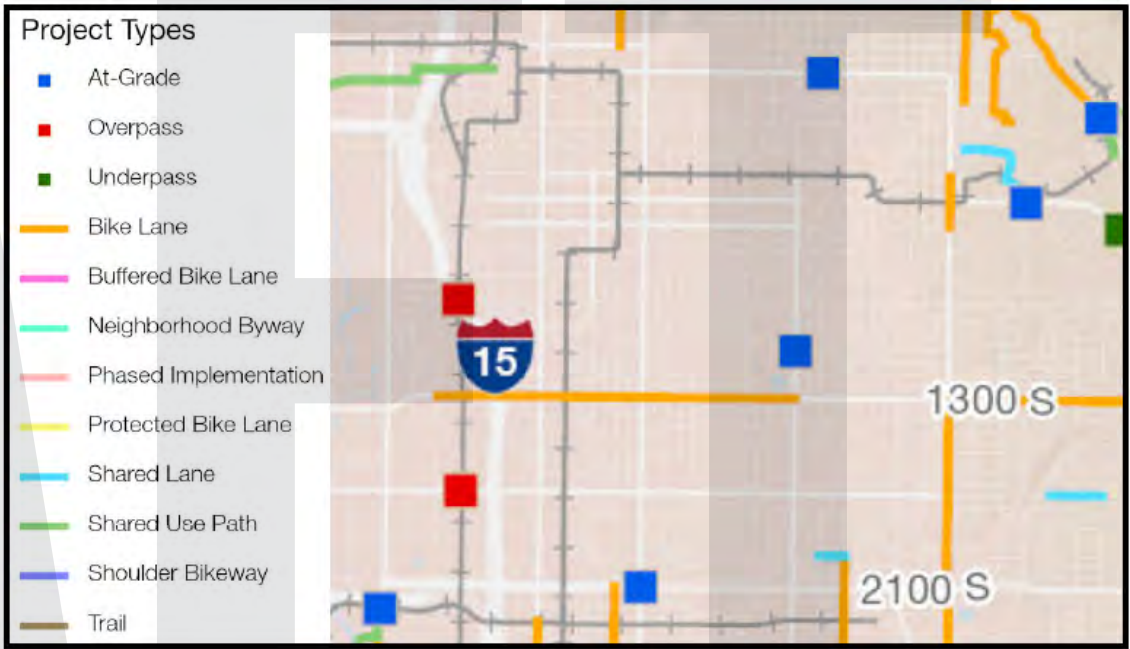 Project Types
At-Grade
Overpass
Underpass
Bike Lane
Buffered Bike Lane
Neighborhood Byway
Phased Implementation
Protected Bike Lane
Shared Lane
Shared Use Path
Shoulder Bikeway
Trail
15
1300 S
2100 S